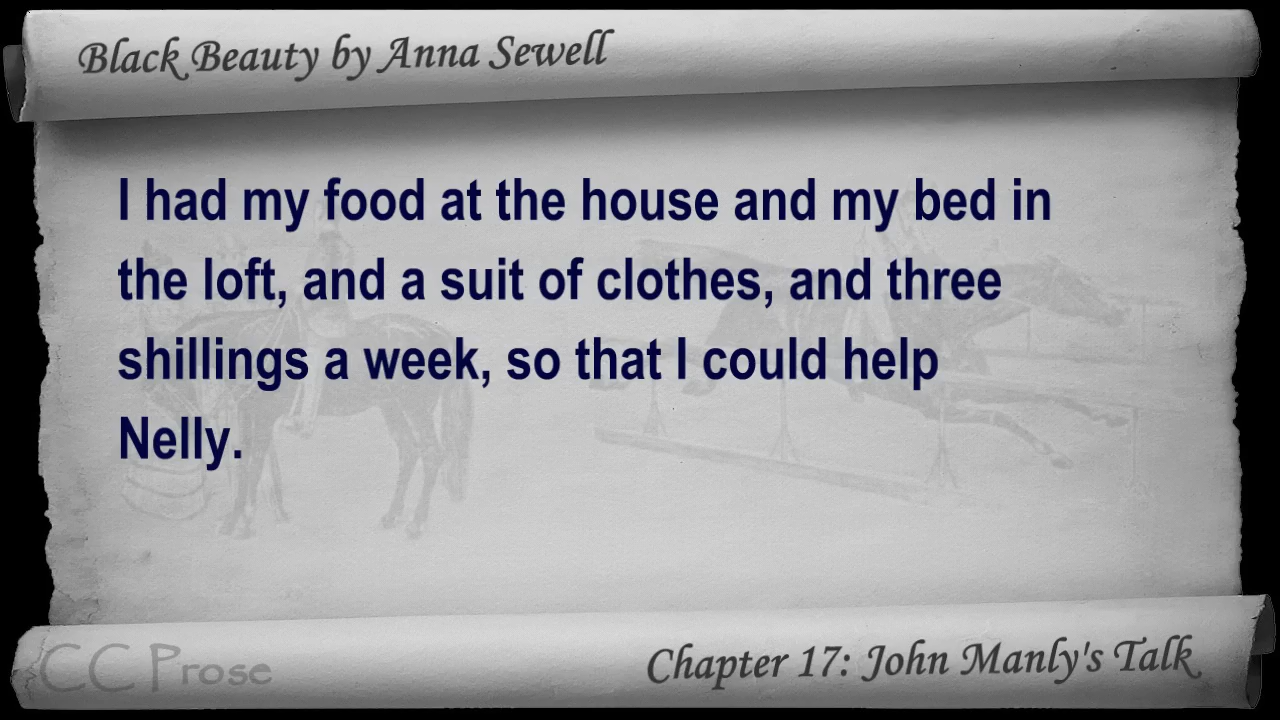 Black Beauty by Anna Sewell
I had my food at the house and my bed in
the loft, and a suit of clothes, and three
shillings a week, so that I could help
Nelly.
CC Prose
Chapter 17: John Manly's Talk